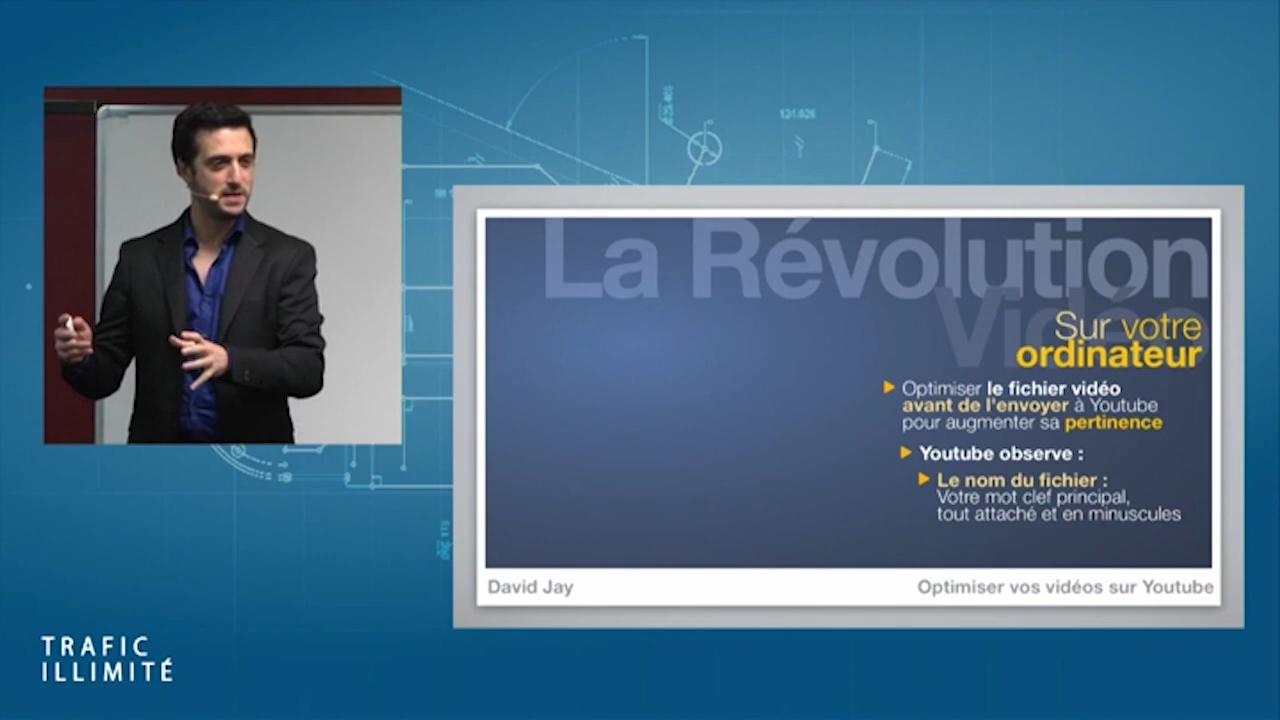 La Révolution
Vidéo
Sur votre
ordinateur
Optimiser le fichier vidéo
avant de l'envoyer à Youtube
pour augmenter sa pertinence
Youtube observe :
Le nom du fichier :
Votre mot clef principal,
tout attaché et en minuscules
David Jay
Optimiser vos vidéos sur Youtube
TRAFIC
ILLIMITÉ